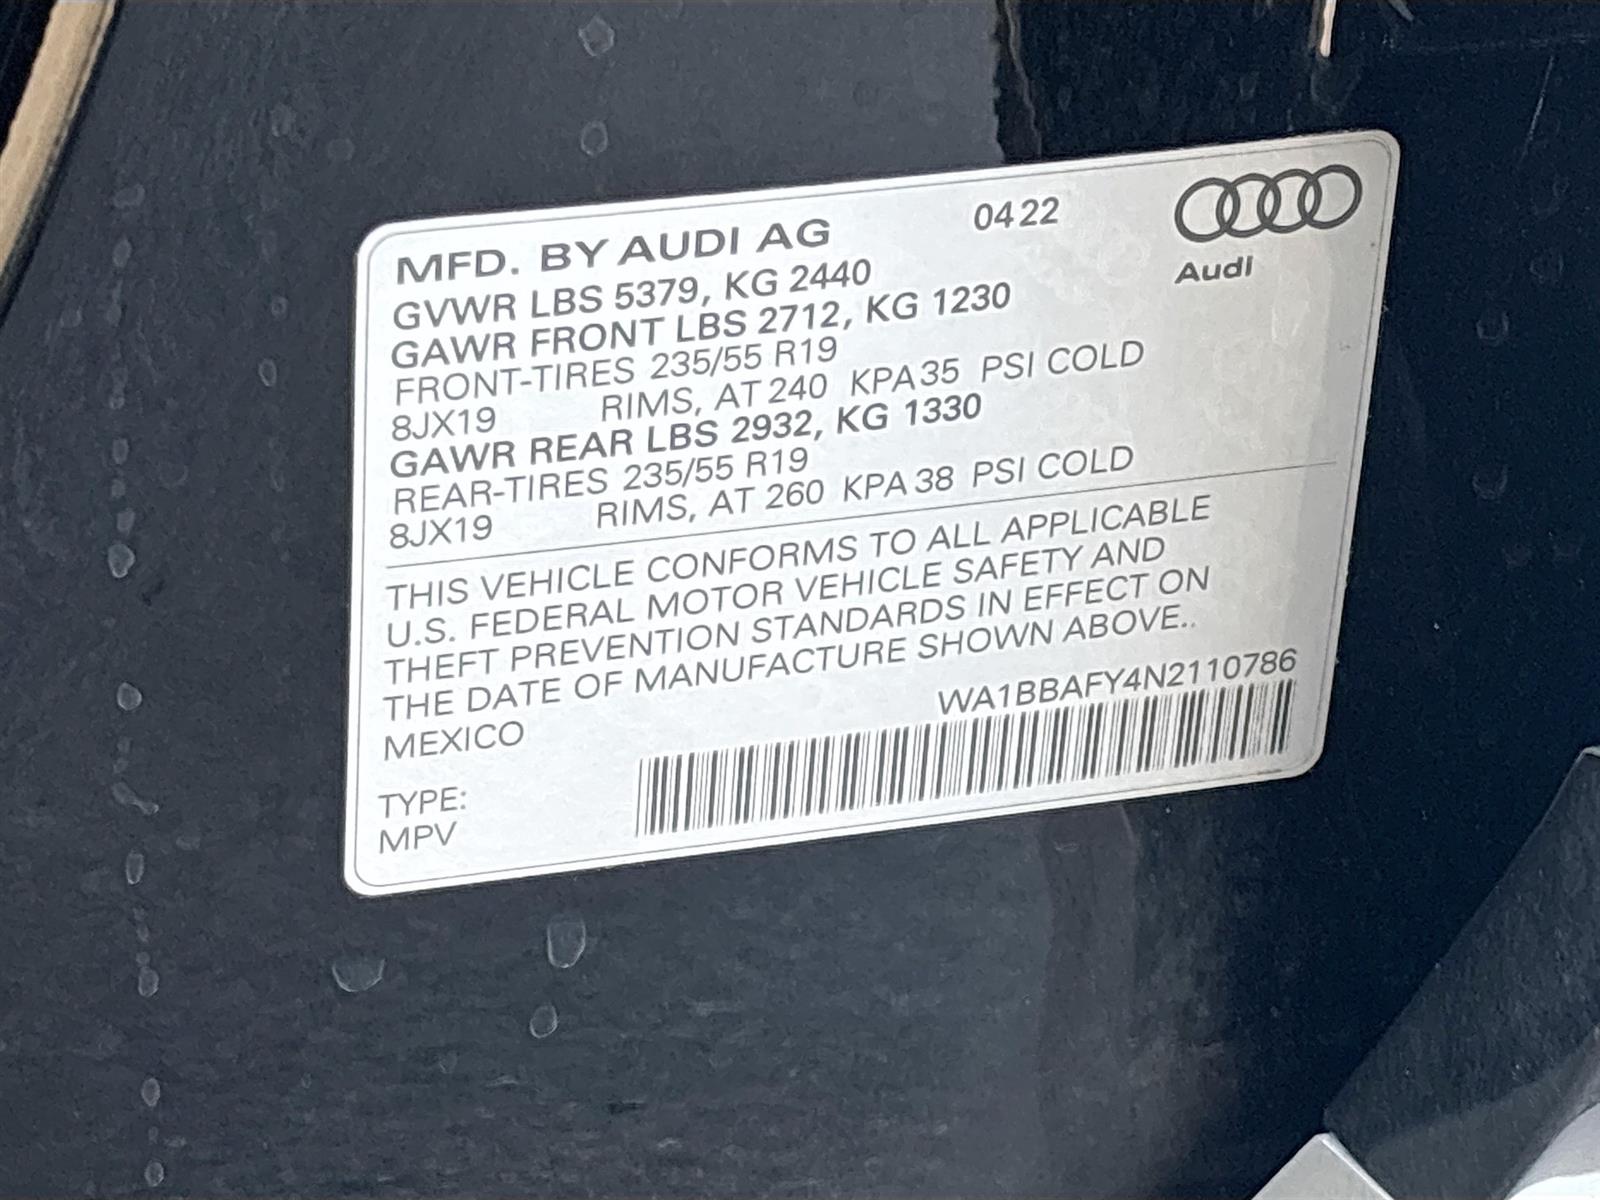 MFD. BY AUDI AG 0422
Audi
GVWR LBS 5379, KG 2440
GAWR FRONT LBS 2712, KG 1230
FRONT-TIRES 235/55 R19
8JX19 RIMS, AT 240 KPA 35 PSI COLD
GAWR REAR LBS 2932, KG 1330
REAR-TIRES 235/55 R19
8JX19 RIMS, AT 260 KPA 38 PSI COLD
THIS VEHICLE CONFORMS TO ALL APPLICABLE
U.S. FEDERAL MOTOR VEHICLE SAFETY AND
THEFT PREVENTION STANDARDS IN EFFECT ON
THE DATE OF MANUFACTURE SHOWN ABOVE..
MEXICO WA1BBAFY4N2110786
TYPE:
MPV